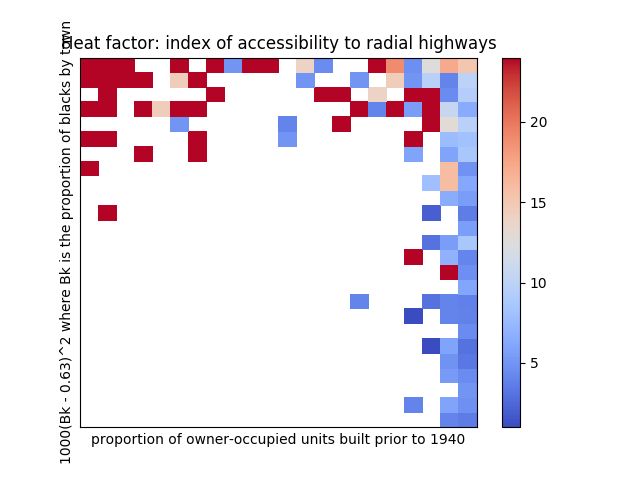 Heat factor: index of accessibility to radial highways
1000(Bk - 0.63)^2 where Bk is the proportion of blacks by town
proportion of owner-occupied units built prior to 1940
20
15
10
5